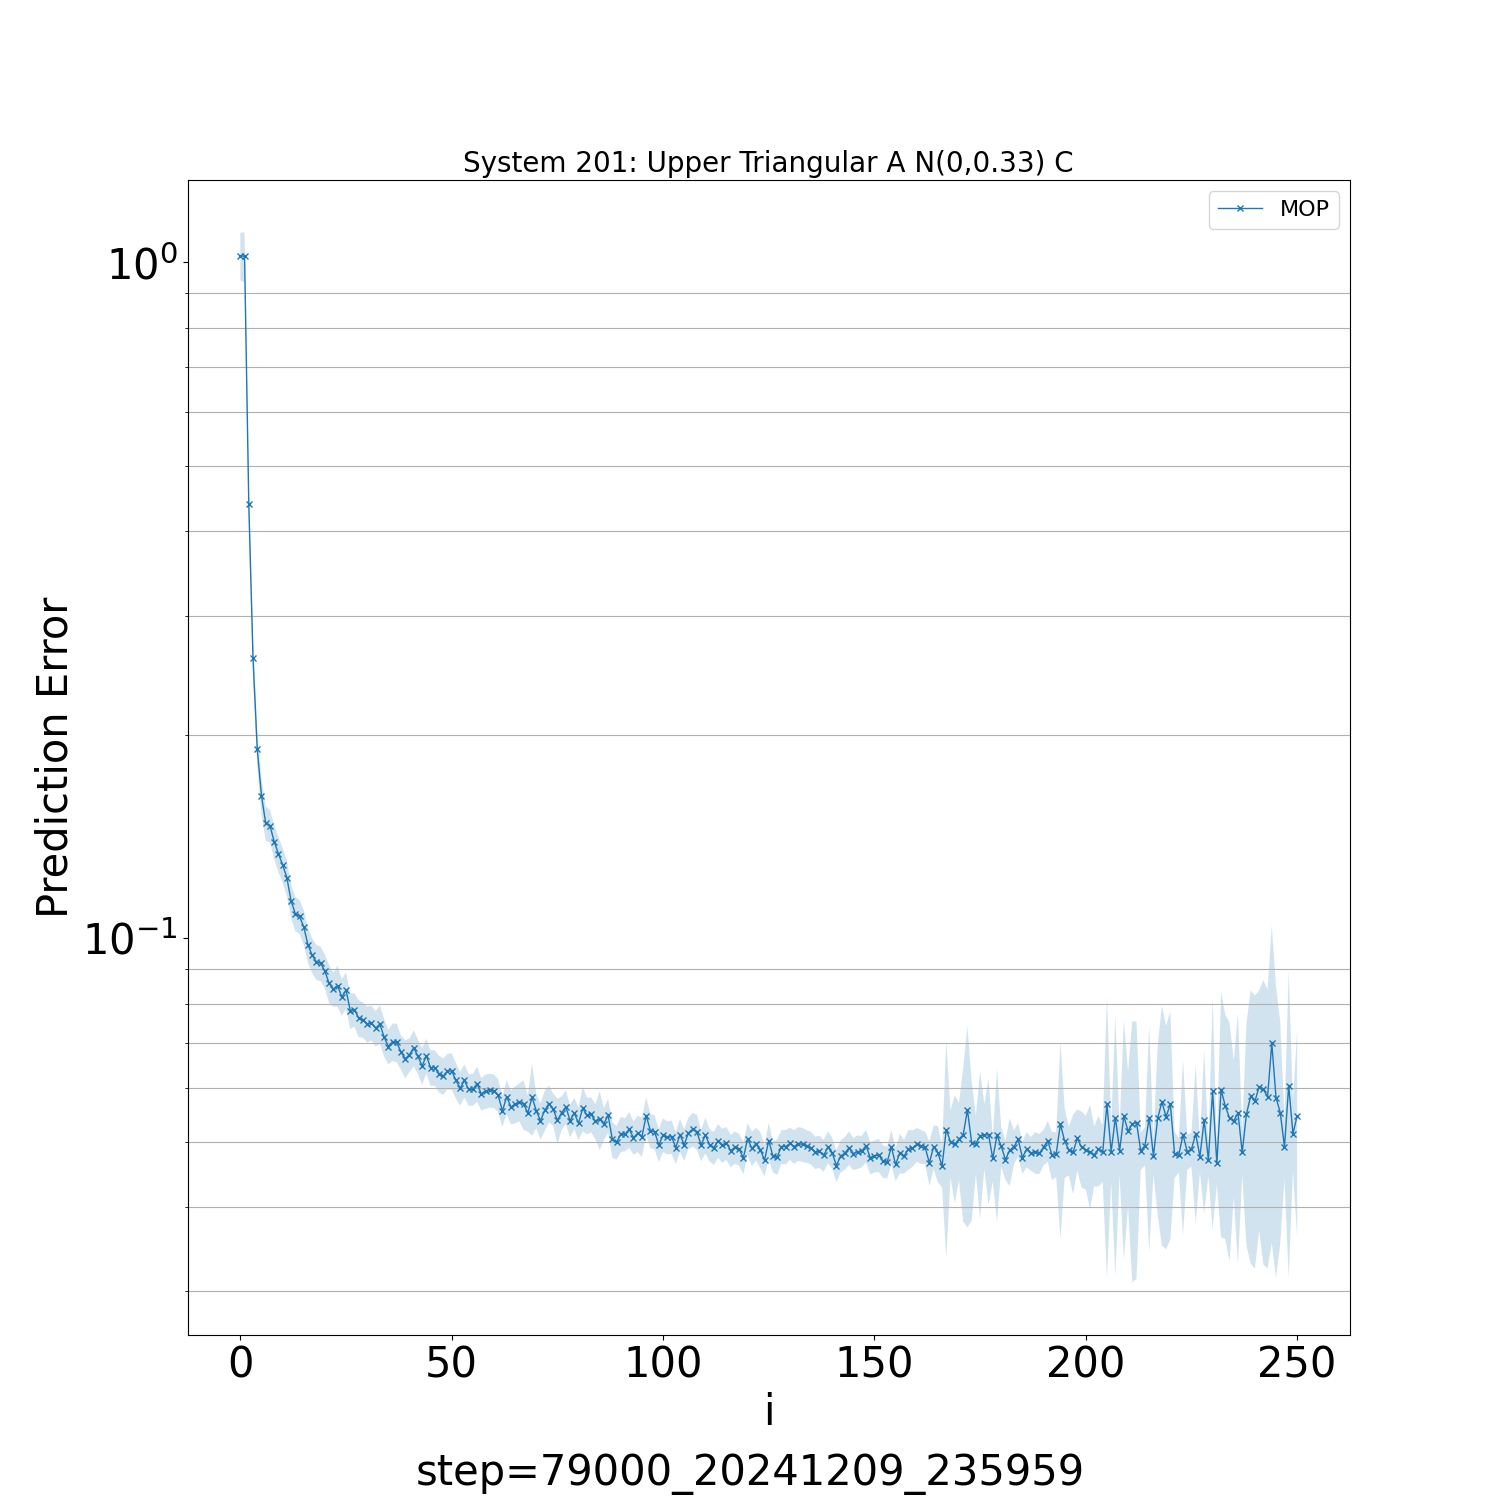 System 201: Upper Triangular A N(0,0.33) C
MOP
10⁰
10⁻¹
Prediction Error
0 50 100 150 200 250
i
step=79000_20241209_235959